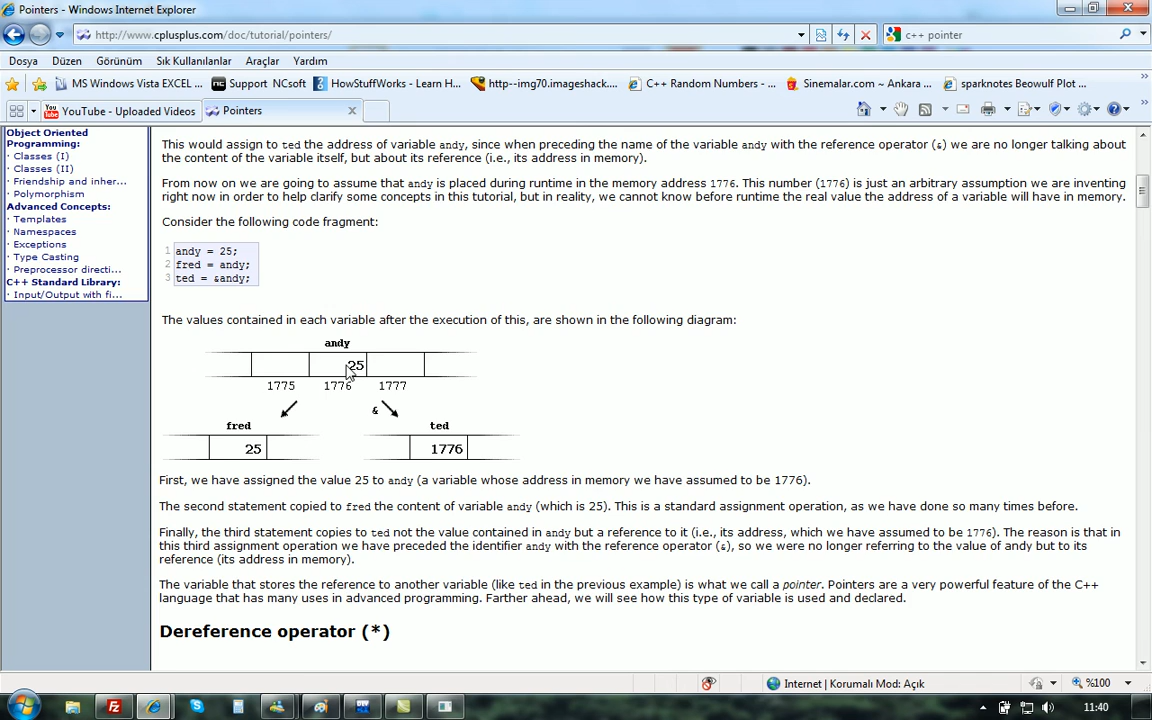 Pointers - Windows Internet Explorer
http://www.cplusplus.com/doc/tutorial/pointers/
c++ pointer
Dosya Düzen Görünüm Sık Kullanılanlar Araçlar Yardım
MS Windows Vista EXCEL ... Support NCsoft HowStuffWorks - Learn H... http--img70.imageshack.... C++ Random Numbers - ... Sinemalar.com ~ Ankara ... sparknotes Beowulf Plot ...
YouTube - Uploaded Videos Pointers
Object Oriented
Programming:
· Classes (I)
· Classes (II)
· Friendship and inher...
· Polymorphism
Advanced Concepts:
· Templates
· Namespaces
· Exceptions
· Type Casting
· Preprocessor directi...
C++ Standard Library:
· Input/Output with fi...
This would assign to ted the address of variable andy, since when preceding the name of the variable andy with the reference operator (&) we are no longer talking about
the content of the variable itself, but about its reference (i.e., its address in memory).
From now on we are going to assume that andy is placed during runtime in the memory address 1776. This number (1776) is just an arbitrary assumption we are inventing
right now in order to help clarify some concepts in this tutorial, but in reality, we cannot know before runtime the real value the address of a variable will have in memory.
Consider the following code fragment:
1 andy = 25;
2 fred = andy;
3 ted = &andy;
The values contained in each variable after the execution of this, are shown in the following diagram:
andy
25
1775 1776 1777
&
fred ted
25 1776
First, we have assigned the value 25 to andy (a variable whose address in memory we have assumed to be 1776).
The second statement copied to fred the content of variable andy (which is 25). This is a standard assignment operation, as we have done so many times before.
Finally, the third statement copies to ted not the value contained in andy but a reference to it (i.e., its address, which we have assumed to be 1776). The reason is that in
this third assignment operation we have preceded the identifier andy with the reference operator (&), so we were no longer referring to the value of andy but to its
reference (its address in memory).
The variable that stores the reference to another variable (like ted in the previous example) is what we call a pointer. Pointers are a very powerful feature of the C++
language that has many uses in advanced programming. Farther ahead, we will see how this type of variable is used and declared.
Dereference operator (*)
Internet | Korumalı Mod: Açık
%100
11:40